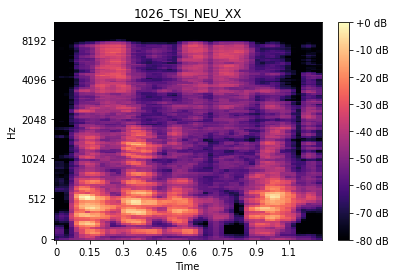 1026_TSI_NEU_XX
+0 dB
8192
-10 dB
4096
-20 dB
-30 dB
2048
Hz
-40 dB
1024
-50 dB
512
-60 dB
-70 dB
0
-80 dB
0 0.15 0.3 0.45 0.6 0.75 0.9 1.1
Time